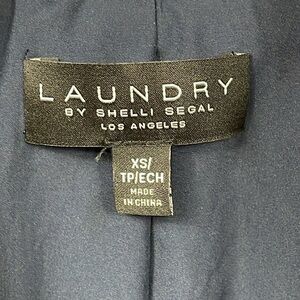 LAUNDRY
BY SHELLI SEGAL
LOS ANGELES
XS/
TP/ECH
MADE
IN CHINA